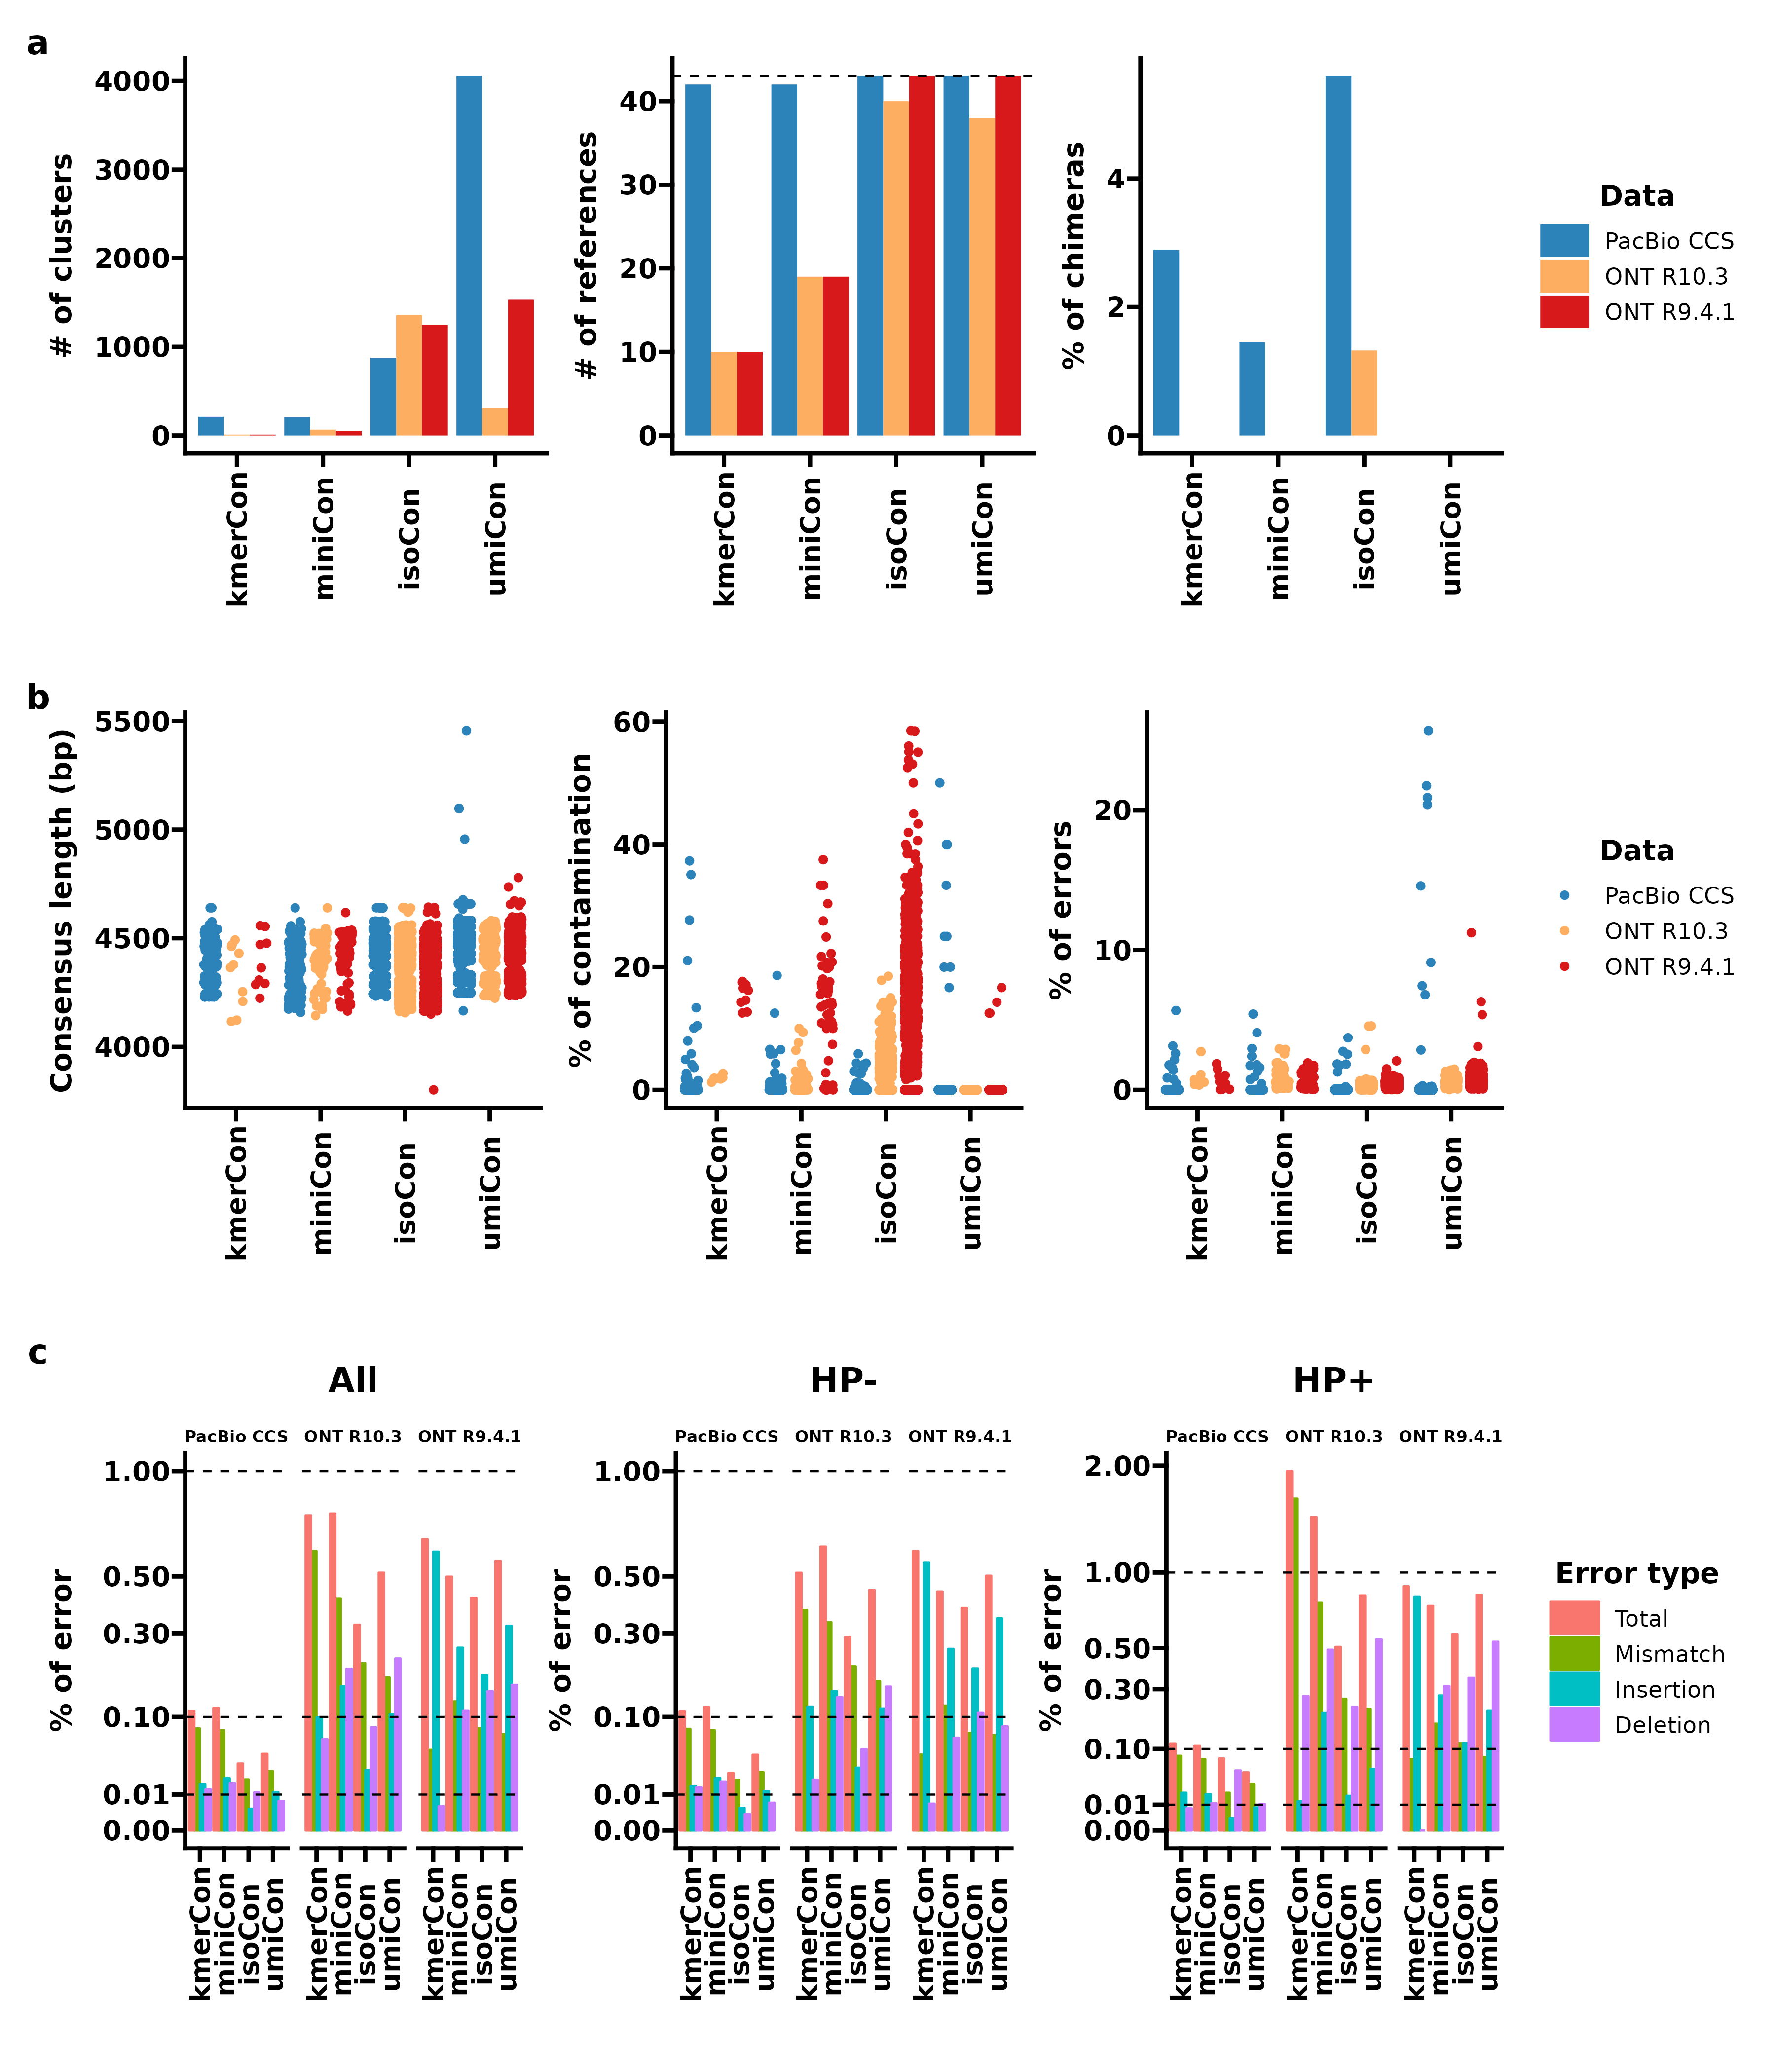 a
# of clusters
4000
3000
2000
1000
0
kmerCon
miniCon
isoCon
umiCon
# of references
40
30
20
10
0
kmerCon
miniCon
isoCon
umiCon
% of chimeras
4
2
0
kmerCon
miniCon
isoCon
umiCon
Data
PacBio CCS
ONT R10.3
ONT R9.4.1
b
Consensus length (bp)
5500
5000
4500
4000
kmerCon
miniCon
isoCon
umiCon
% of contamination
60
40
20
0
kmerCon
miniCon
isoCon
umiCon
% of errors
20
10
0
kmerCon
miniCon
isoCon
umiCon
Data
PacBio CCS
ONT R10.3
ONT R9.4.1
c
All
PacBio CCS ONT R10.3 ONT R9.4.1
% of error
1.00
0.50
0.30
0.10
0.01
0.00
kmerCon
miniCon
isoCon
umiCon
kmerCon
miniCon
isoCon
umiCon
kmerCon
miniCon
isoCon
umiCon
HP-
PacBio CCS ONT R10.3 ONT R9.4.1
% of error
1.00
0.50
0.30
0.10
0.01
0.00
kmerCon
miniCon
isoCon
umiCon
kmerCon
miniCon
isoCon
umiCon
kmerCon
miniCon
isoCon
umiCon
HP+
PacBio CCS ONT R10.3 ONT R9.4.1
% of error
2.00
1.00
0.50
0.30
0.10
0.01
0.00
kmerCon
miniCon
isoCon
umiCon
kmerCon
miniCon
isoCon
umiCon
kmerCon
miniCon
isoCon
umiCon
Error type
Total
Mismatch
Insertion
Deletion